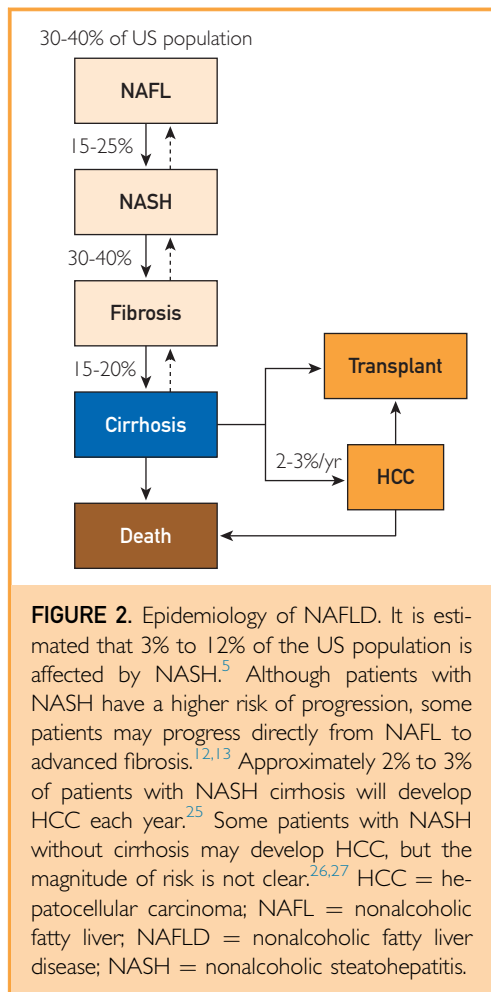 30-40% of US population
NAFL
15-25%
NASH
30-40%
Fibrosis
15-20%
Transplant
Cirrhosis
2-3%/yr
HCC
Death
FIGURE 2. Epidemiology of NAFLD. It is esti-
mated that 3% to 12% of the US population is
affected by NASH.5 Although patients with
NASH have a higher risk of progression, some
patients may progress directly from NAFL to
advanced fibrosis.12,13 Approximately 2% to 3%
of patients with NASH cirrhosis will develop
HCC each year.25 Some patients with NASH
without cirrhosis may develop HCC, but the
magnitude of risk is not clear.26,27 HCC = he-
patocellular carcinoma; NAFL = nonalcoholic
fatty liver; NAFLD = nonalcoholic fatty liver
disease; NASH = nonalcoholic steatohepatitis.